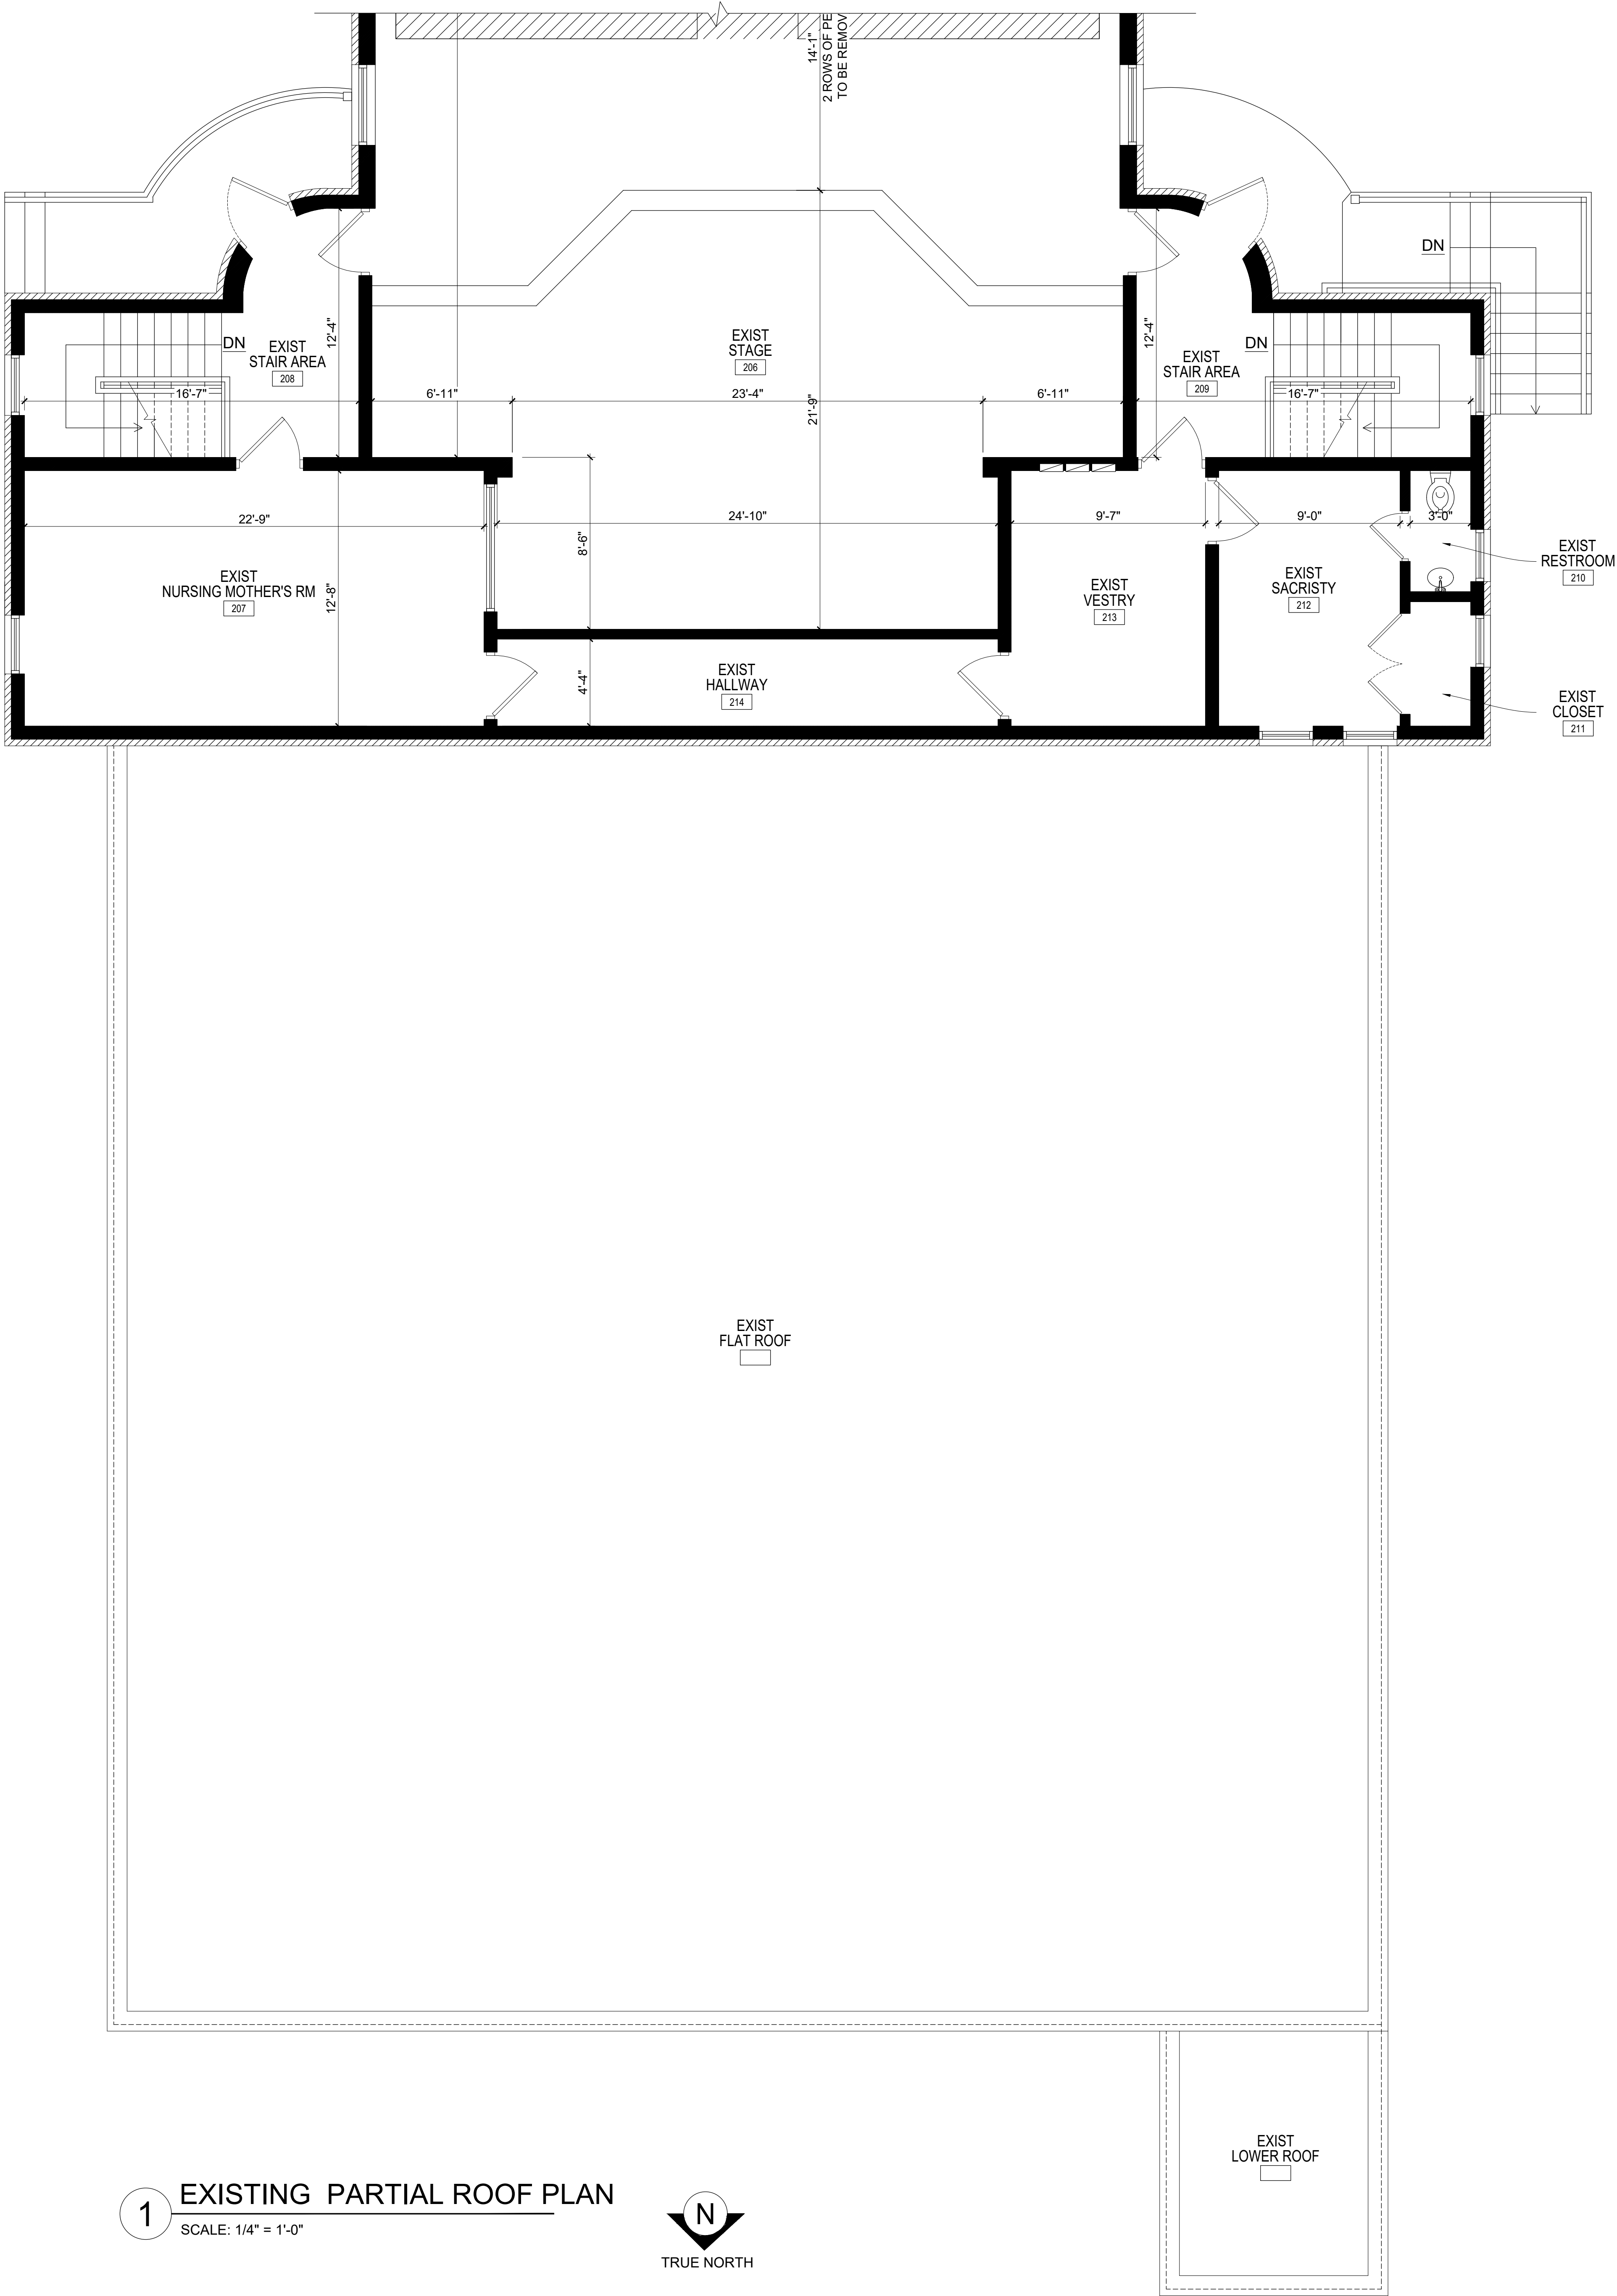 14'-1"
2 ROWS OF PE
TO BE REMOV
DN
12'-4"
DN
EXIST
STAIR AREA
208
16'-7"
6'-11"
EXIST
STAGE
206
23'-4"
21'-9"
6'-11"
12'-4"
EXIST
STAIR AREA
209
DN
16'-7"
22'-9"
24'-10"
9'-7"
9'-0"
3'-0"
8'-6"
EXIST
NURSING MOTHER'S RM
207
12'-8"
EXIST
VESTRY
213
EXIST
SACRISTY
212
EXIST
RESTROOM
210
EXIST
HALLWAY
214
4'-4"
EXIST
CLOSET
211
EXIST
FLAT ROOF
EXIST
LOWER ROOF
1
EXISTING PARTIAL ROOF PLAN
SCALE: 1/4" = 1'-0"
N
TRUE NORTH